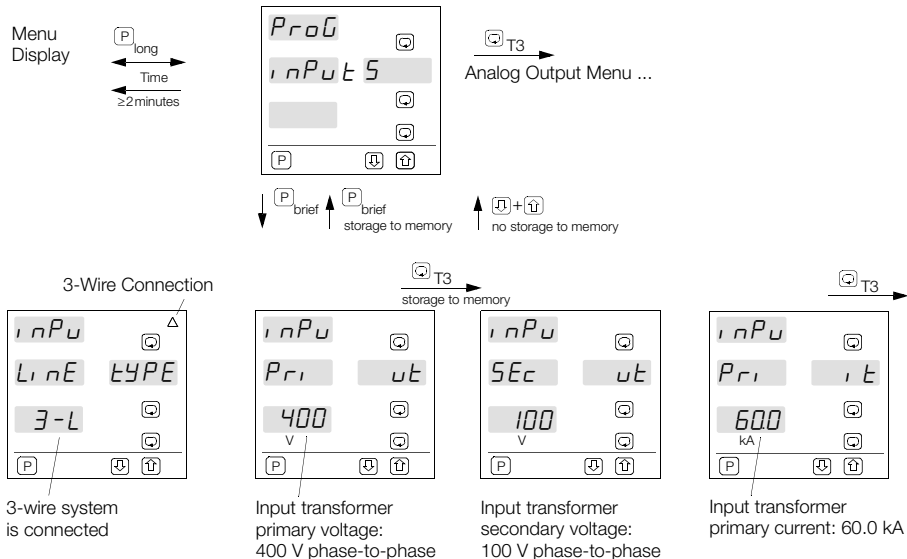 Menu
Display
P long
Time
≥2 minutes
ProG
inPut S
P
T3
Analog Output Menu ...
P brief
P brief
storage to memory
+
no storage to memory
3-Wire Connection
T3
storage to memory
T3
inPu
LinE tYPE
3-L
P
inPu
Pri ut
400
V
P
inPu
SEc ut
100
V
P
inPu
Pri it
60.0
kA
P
3-wire system
is connected
Input transformer
primary voltage:
400 V phase-to-phase
Input transformer
secondary voltage:
100 V phase-to-phase
Input transformer
primary current: 60.0 kA